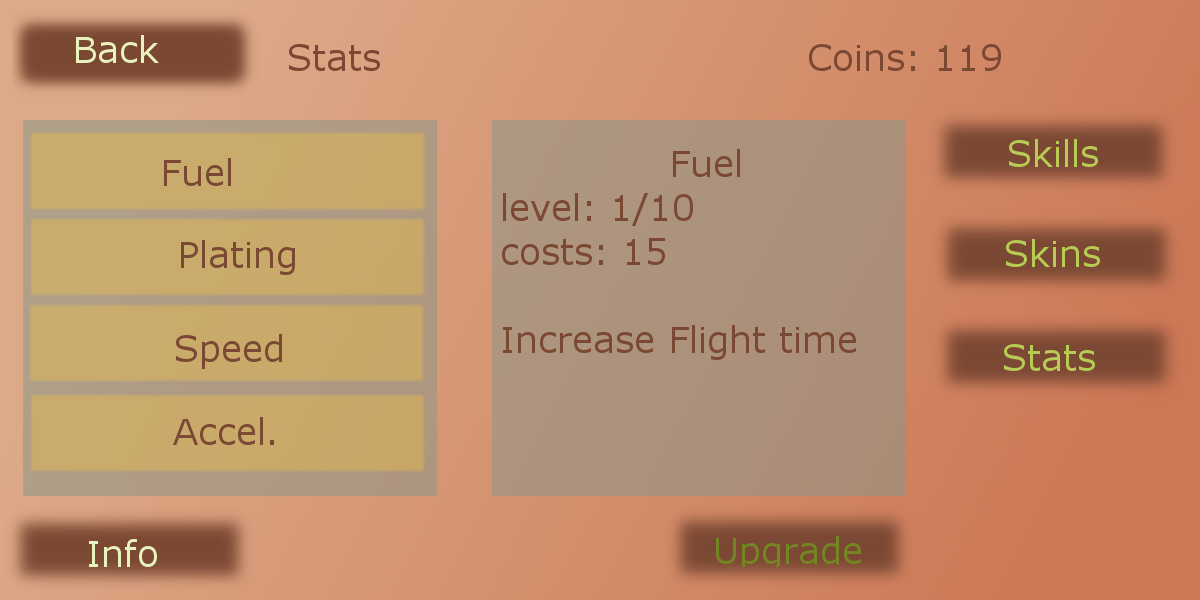 Back
Stats
Coins: 119
Fuel
Plating
Speed
Accel.
Fuel
level: 1/10
costs: 15
Increase Flight time
Skills
Skins
Stats
Info
Upgrade